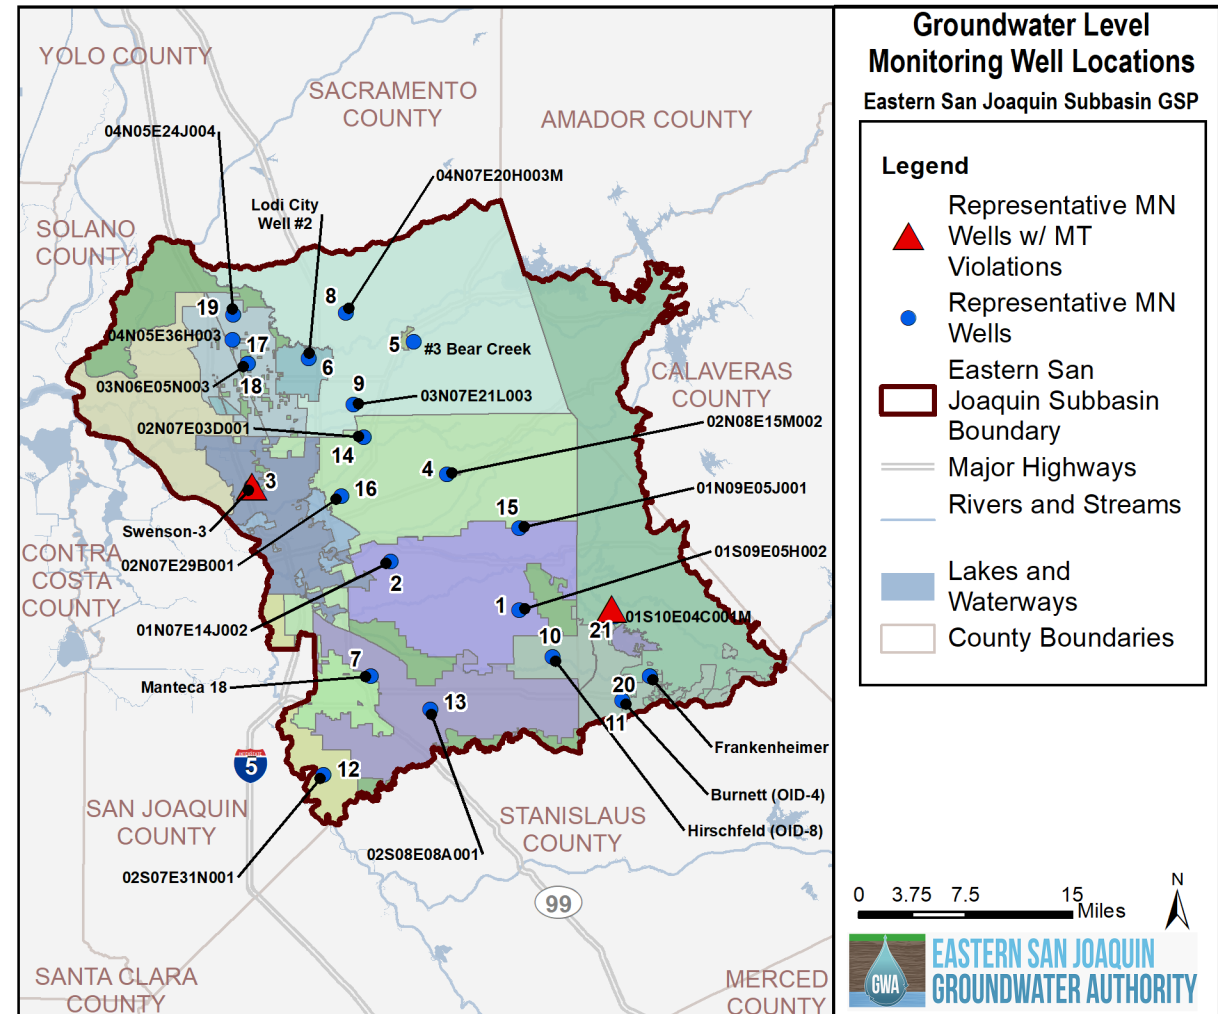 Groundwater Level
Monitoring Well Locations
Eastern San Joaquin Subbasin GSP
Legend
Representative MN
Wells w/ MT
Violations
Representative MN
Wells
Eastern San
Joaquin Subbasin
Boundary
Major Highways
Rivers and Streams
Lakes and
Waterways
County Boundaries
0 3.75 7.5 15
Miles
N
GWA
EASTERN SAN JOAQUIN
GROUNDWATER AUTHORITY
YOLO COUNTY
SACRAMENTO
COUNTY
AMADOR COUNTY
04N05E24J004
04N07E20H003M
Lodi City
Well #2
SOLANO
COUNTY
8
19
04N05E36H003
17
5
#3 Bear Creek
6
03N06E05N003
18
9
03N07E21L003
CALAVERAS
COUNTY
02N07E03D001
14
02N08E15M002
4
3
16
01N09E05J001
15
Swenson-3
CONTRA
COSTA
COUNTY
02N07E29B001
01S09E05H002
2
1
01S10E04C001M
21
01N07E14J002
10
7
Manteca 18
20
13
11
Frankenheimer
12
5
Burnett (OID-4)
SAN JOAQUIN
COUNTY
STANISLAUS
COUNTY
Hirschfeld (OID-8)
02S08E08A001
02S07E31N001
99
SANTA CLARA
COUNTY
MERCED
COUNTY